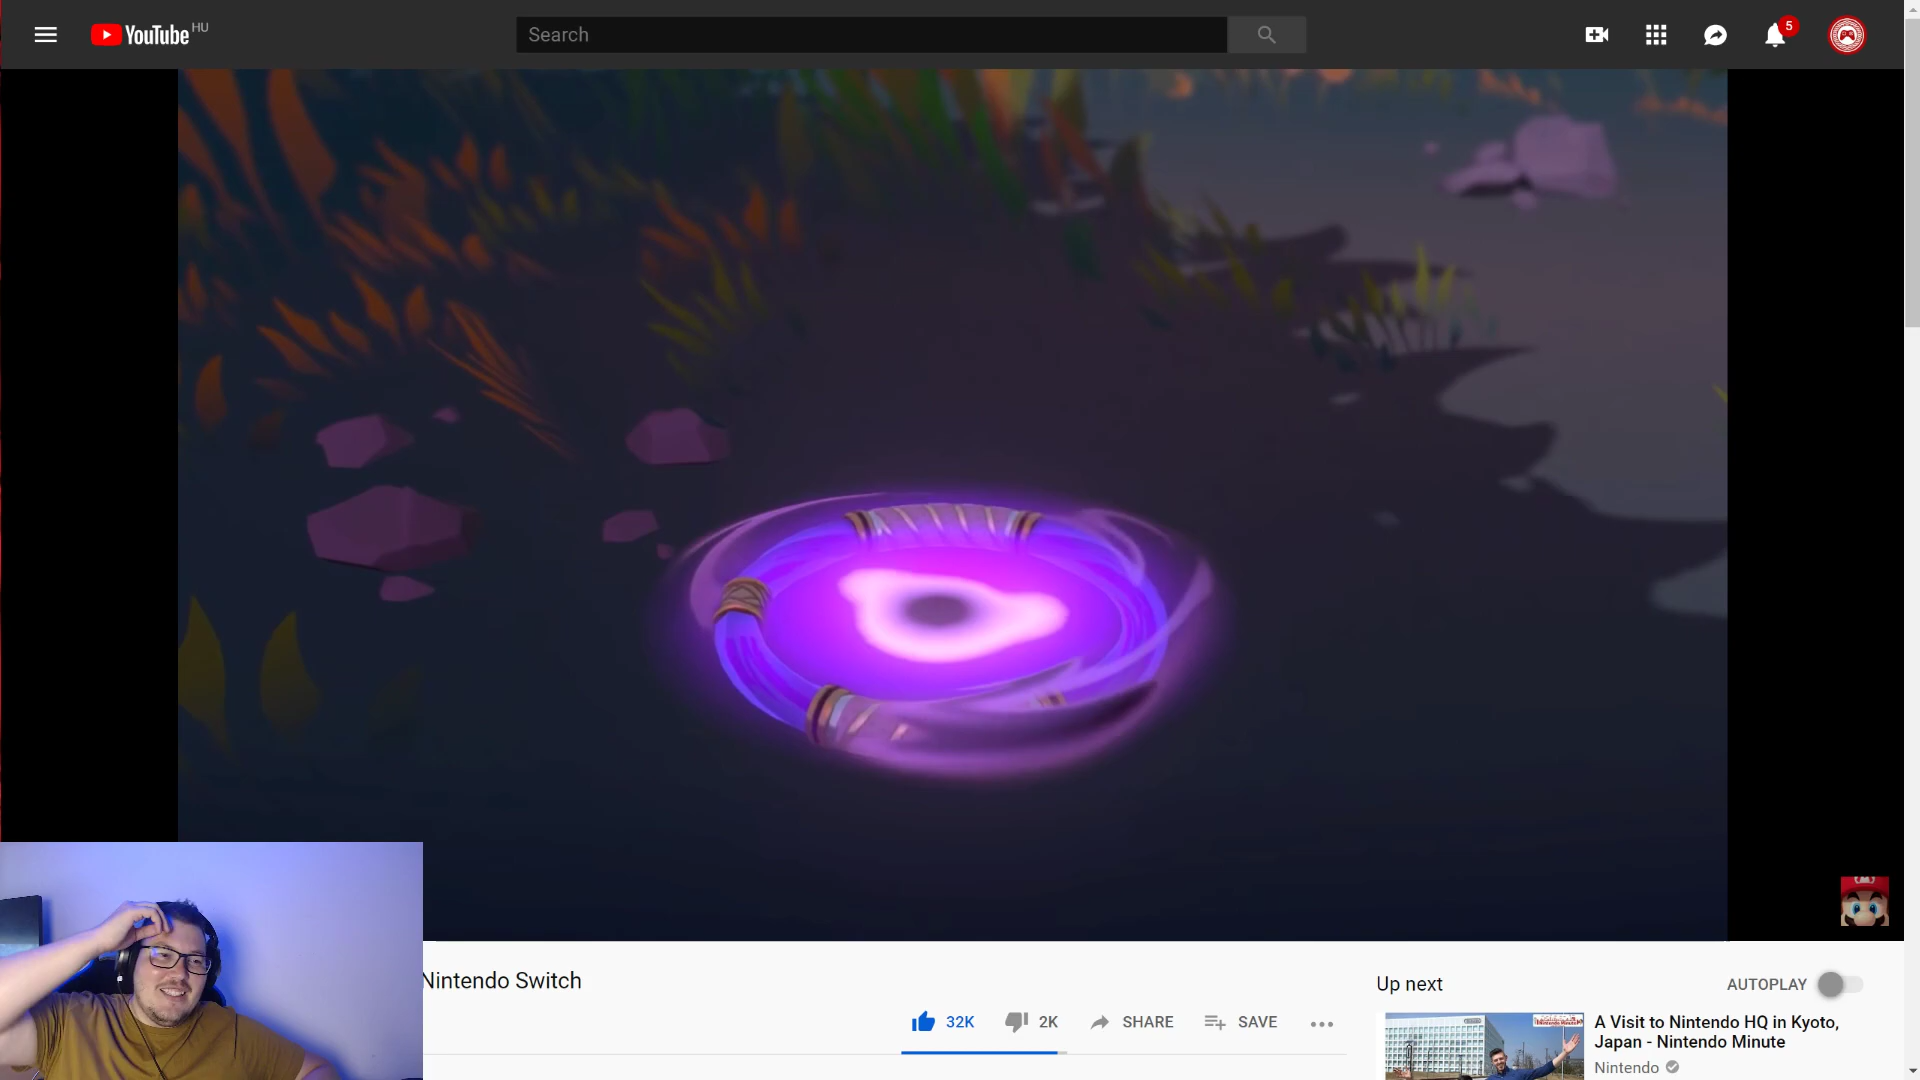 YouTube HU
Search
5
Nintendo Switch
32K
2K
SHARE
SAVE
Up next
AUTOPLAY
A Visit to Nintendo HQ in Kyoto,
Japan - Nintendo Minute
Nintendo